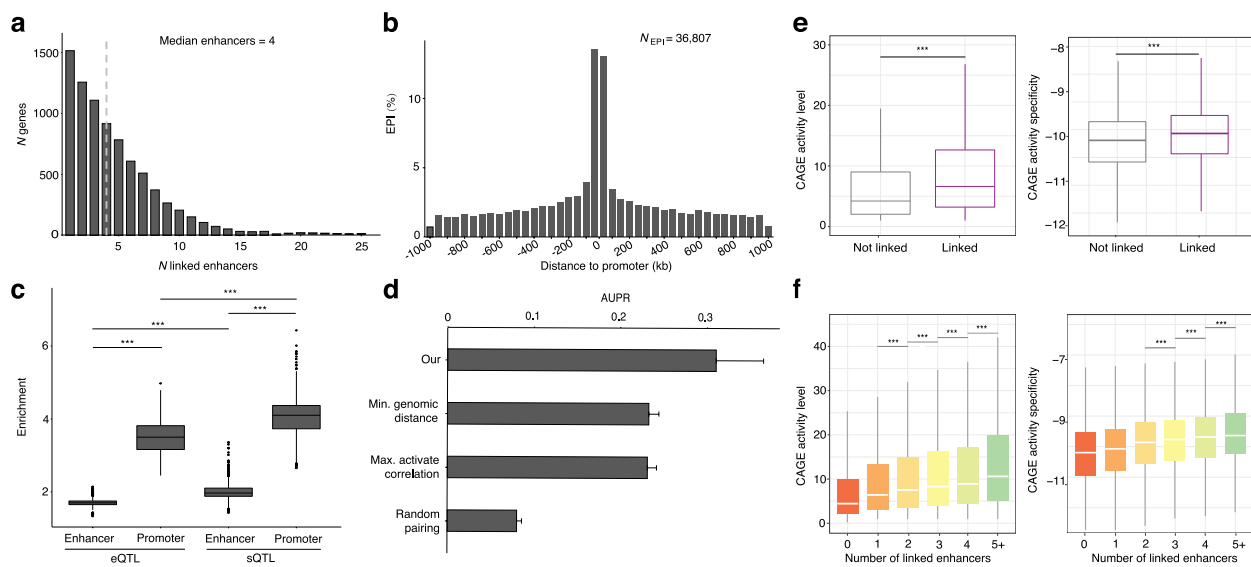 a
Median enhancers = 4
N genes
1500
1000
500
0
5
10
15
20
25
N linked enhancers
b
N EPI = 36,807
EPI (%)
10
5
0
-1000
-800
-600
-400
-200
0
200
400
600
800
1000
Distance to promoter (kb)
c
Enrichment
6
4
2
***
***
***
***
Enhancer
Promoter
Enhancer
Promoter
eQTL
sQTL
d
AUPR
0
0.1
0.2
0.3
Our
Min. genomic
distance
Max. activate
correlation
Random
pairing
e
CAGE activity level
30
20
10
0
***
Not linked
Linked
CAGE activity specificity
−8
−9
−10
−11
−12
***
Not linked
Linked
f
CAGE activity level
40
30
20
10
0
***
***
***
***
0
1
2
3
4
5+
Number of linked enhancers
CAGE activity specificity
−7
−9
−11
***
***
***
0
1
2
3
4
5+
Number of linked enhancers